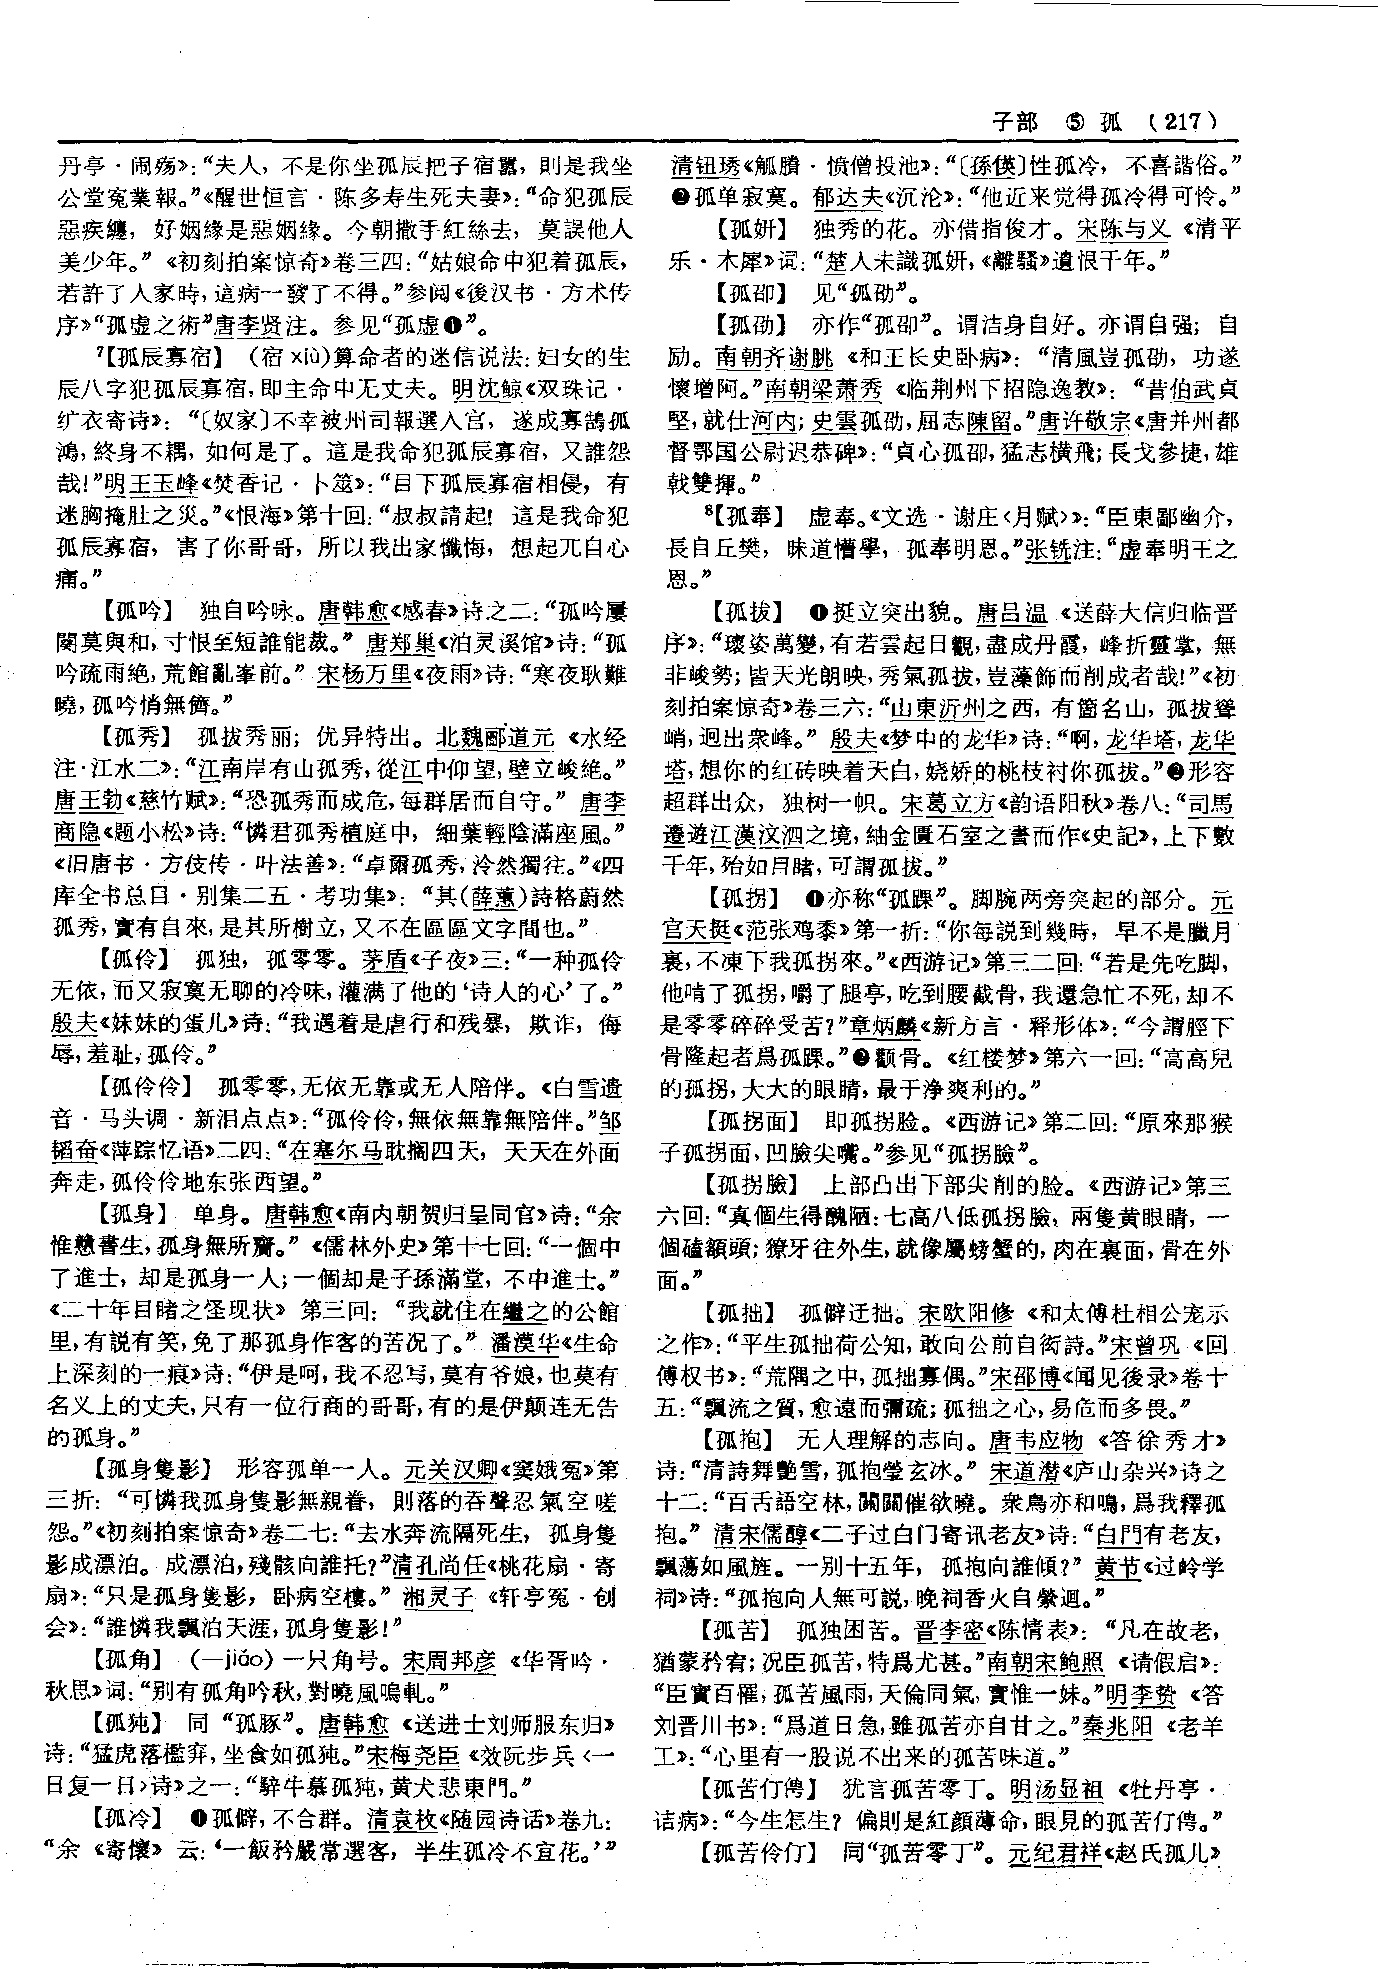 子部 ⑤ 孤 (217)
丹亭·闹殇》：“夫人，不是你坐孤辰把子宿嚣，則是我坐
公堂冤業報。”《醒世恒言·陈多寿生死夫妻》：“命犯孤辰
惡疾纏，好姻緣是惡姻緣。今朝撒手紅絲去，莫誤他人
美少年。”《初刻拍案惊奇》卷三四：“姑娘命中犯着孤辰，
若許了人家時，這病一發了不得。”参阅《後汉书·方术传
序》“孤虚之術”唐李贤注。参见“孤虚❶”。
⁷【孤辰寡宿】 （宿 xiù）算命者的迷信说法：妇女的生
辰八字犯孤辰寡宿，即主命中无丈夫。明沈鲸《双珠记·
纩衣寄诗》：“〔奴家〕不幸被州司報選入宫，遂成寡鵠孤
鴻，終身不耦，如何是了。這是我命犯孤辰寡宿，又誰怨
哉！”明王玉峰《焚香记·卜筮》：“目下孤辰寡宿相侵，有
迷胸掩肚之災。”《恨海》第十回：“叔叔請起！這是我命犯
孤辰寡宿，害了你哥哥，所以我出家懺悔，想起兀自心
痛。”
【孤吟】 独自吟咏。唐韩愈《感春》诗之二：“孤吟屢
闋莫與和，寸恨至短誰能裁。”唐郑巢《泊灵溪馆》诗：“孤
吟疏雨絶，荒館亂峯前。”宋杨万里《夜雨》诗：“寒夜耿難
曉，孤吟悄無儕。”
【孤秀】 孤拔秀丽；优异特出。北魏郦道元《水经
注·江水二》：“江南岸有山孤秀，從江中仰望，壁立峻絶。”
唐王勃《慈竹赋》：“恐孤秀而成危，每群居而自守。”唐李
商隐《题小松》诗：“憐君孤秀植庭中，細葉輕陰滿座風。”
《旧唐书·方伎传·叶法善》：“卓爾孤秀，泠然獨往。”《四
库全书总目·别集二五·考功集》：“其（薛蕙）詩格蔚然
孤秀，實有自來，是其所樹立，又不在區區文字間也。”
【孤伶】 孤独，孤零零。茅盾《子夜》三：“一种孤伶
无依，而又寂寞无聊的冷味，灌满了他的‘诗人的心’了。”
殷夫《妹妹的蛋儿》诗：“我遇着是虐行和残暴，欺诈，侮
辱，羞耻，孤伶。”
【孤伶伶】 孤零零，无依无靠或无人陪伴。《白雪遗
音·马头调·新泪点点》：“孤伶伶，無依無靠無陪伴。”邹
韬奋《萍踪忆语》二四：“在塞尔马耽搁四天，天天在外面
奔走，孤伶伶地东张西望。”
【孤身】 单身。唐韩愈《南内朝贺归呈同官》诗：“余
惟戇書生，孤身無所齎。”《儒林外史》第十七回：“一個中
了進士，却是孤身一人；一個却是子孫滿堂，不中進士。”
《二十年目睹之怪现状》第三回：“我就住在繼之的公館
里，有説有笑，免了那孤身作客的苦况了。”潘漠华《生命
上深刻的一痕》诗：“伊是呵，我不忍写，莫有爷娘，也莫有
名义上的丈夫，只有一位行商的哥哥，有的是伊颠连无告
的孤身。”
【孤身隻影】 形容孤单一人。元关汉卿《窦娥冤》第
三折：“可憐我孤身隻影無親眷，則落的吞聲忍氣空嗟
怨。”《初刻拍案惊奇》卷二七：“去水奔流隔死生，孤身隻
影成漂泊。成漂泊，殘骸向誰托？”清孔尚任《桃花扇·寄
扇》：“只是孤身隻影，卧病空樓。”湘灵子《轩亭冤·创
会》：“誰憐我飄泊天涯，孤身隻影！”
【孤角】 （—jiǎo）一只角号。宋周邦彦《华胥吟·
秋思》词：“别有孤角吟秋，對曉風鳴軋。”
【孤㹠】 同“孤豚”。唐韩愈《送进士刘师服东归》
诗：“猛虎落檻穽，坐食如孤㹠。”宋梅尧臣《效阮步兵〈一
日复一日〉诗》之一：“騂牛慕孤㹠，黄犬悲東門。”
【孤冷】 ❶孤僻，不合群。清袁枚《随园诗话》卷九：
“余《寄懷》云：‘一飯矜嚴常選客，半生孤冷不宜花。’”
清钮琇《觚賸·愤僧投池》：“〔孫㒟〕性孤冷，不喜諧俗。”
❷孤单寂寞。郁达夫《沉沦》：“他近来觉得孤冷得可怜。”
【孤妍】 独秀的花。亦借指俊才。宋陈与义《清平
乐·木犀》词：“楚人未識孤妍，《離騷》遺恨千年。”
【孤卲】 见“孤劭”。
【孤劭】 亦作“孤卲”。谓洁身自好。亦谓自强；自
励。南朝齐谢朓《和王长史卧病》：“清風豈孤劭，功遂
懷增阿。”南朝梁萧秀《临荆州下招隐逸教》：“昔伯武貞
堅，就仕河内；史雲孤劭，屈志陳留。”唐许敬宗《唐并州都
督鄂国公尉迟恭碑》：“貞心孤卲，猛志橫飛；長戈參捷，雄
戟雙揮。”
⁸【孤奉】 虚奉。《文选·谢庄〈月赋〉》：“臣東鄙幽介，
長自丘樊，昧道懵學，孤奉明恩。”张铣注：“虚奉明王之
恩。”
【孤拔】 ❶挺立突出貌。唐吕温《送薛大信归临晋
序》：“瓌姿萬變，有若雲起日觀，盡成丹霞，峰折靈掌，無
非峻勢；皆天光朗映，秀氣孤拔，豈藻飾而削成者哉！”《初
刻拍案惊奇》卷三六：“山東沂州之西，有箇名山，孤拔聳
峭，迥出衆峰。”殷夫《梦中的龙华》诗：“啊，龙华塔，龙华
塔，想你的红砖映着天白，娆娇的桃枝衬你孤拔。”❷形容
超群出众，独树一帜。宋葛立方《韵语阳秋》卷八：“司馬
遷遊江漢汶泗之境，紬金匱石室之書而作《史記》，上下數
千年，殆如目睹，可謂孤拔。”
【孤拐】 ❶亦称“孤踝”。脚腕两旁突起的部分。元
宫天挺《范张鸡黍》第一折：“你每説到幾時，早不是臘月
裏，不凍下我孤拐來。”《西游记》第三二回：“若是先吃脚，
他啃了孤拐，嚼了腿亭，吃到腰截骨，我還急忙不死，却不
是零零碎碎受苦？”章炳麟《新方言·释形体》：“今謂脛下
骨隆起者爲孤踝。”❷颧骨。《红楼梦》第六一回：“高高兒
的孤拐，大大的眼睛，最干净爽利的。”
【孤拐面】 即孤拐脸。《西游记》第二回：“原來那猴
子孤拐面，凹臉尖嘴。”参见“孤拐臉”。
【孤拐臉】 上部凸出下部尖削的脸。《西游记》第三
六回：“真個生得醜陋：七高八低孤拐臉，兩隻黄眼睛，一
個磕額頭；獠牙往外生，就像屬螃蟹的，肉在裏面，骨在外
面。”
【孤拙】 孤僻迂拙。宋欧阳修《和太傅杜相公宠示
之作》：“平生孤拙荷公知，敢向公前自衒詩。”宋曾巩《回
傅权书》：“荒隅之中，孤拙寡偶。”宋邵博《闻见後录》卷十
五：“飄流之質，愈遠而彌疏；孤拙之心，易危而多畏。”
【孤抱】 无人理解的志向。唐韦应物《答徐秀才》
诗：“清詩舞艷雪，孤抱瑩玄冰。”宋道潜《庐山杂兴》诗之
十二：“百舌語空林，關關催欲曉。衆鳥亦和鳴，爲我釋孤
抱。”清宋儒醇《二子过白门寄讯老友》诗：“白門有老友，
飄蕩如風旌。一别十五年，孤抱向誰傾？”黄节《过岭学
祠》诗：“孤抱向人無可説，晚祠香火自縈迴。”
【孤苦】 孤独困苦。晋李密《陈情表》：“凡在故老，
猶蒙矜宥；况臣孤苦，特爲尤甚。”南朝宋鲍照《请假启》：
“臣實百罹，孤苦風雨，天倫同氣，實惟一妹。”明李贽《答
刘晋川书》：“爲道日急，雖孤苦亦自甘之。”秦兆阳《老羊
工》：“心里有一股说不出来的孤苦味道。”
【孤苦仃俜】 犹言孤苦零丁。明汤显祖《牡丹亭·
诘病》：“今生怎生？偏則是紅顔薄命，眼見的孤苦仃俜。”
【孤苦伶仃】 同“孤苦零丁”。元纪君祥《赵氏孤儿》